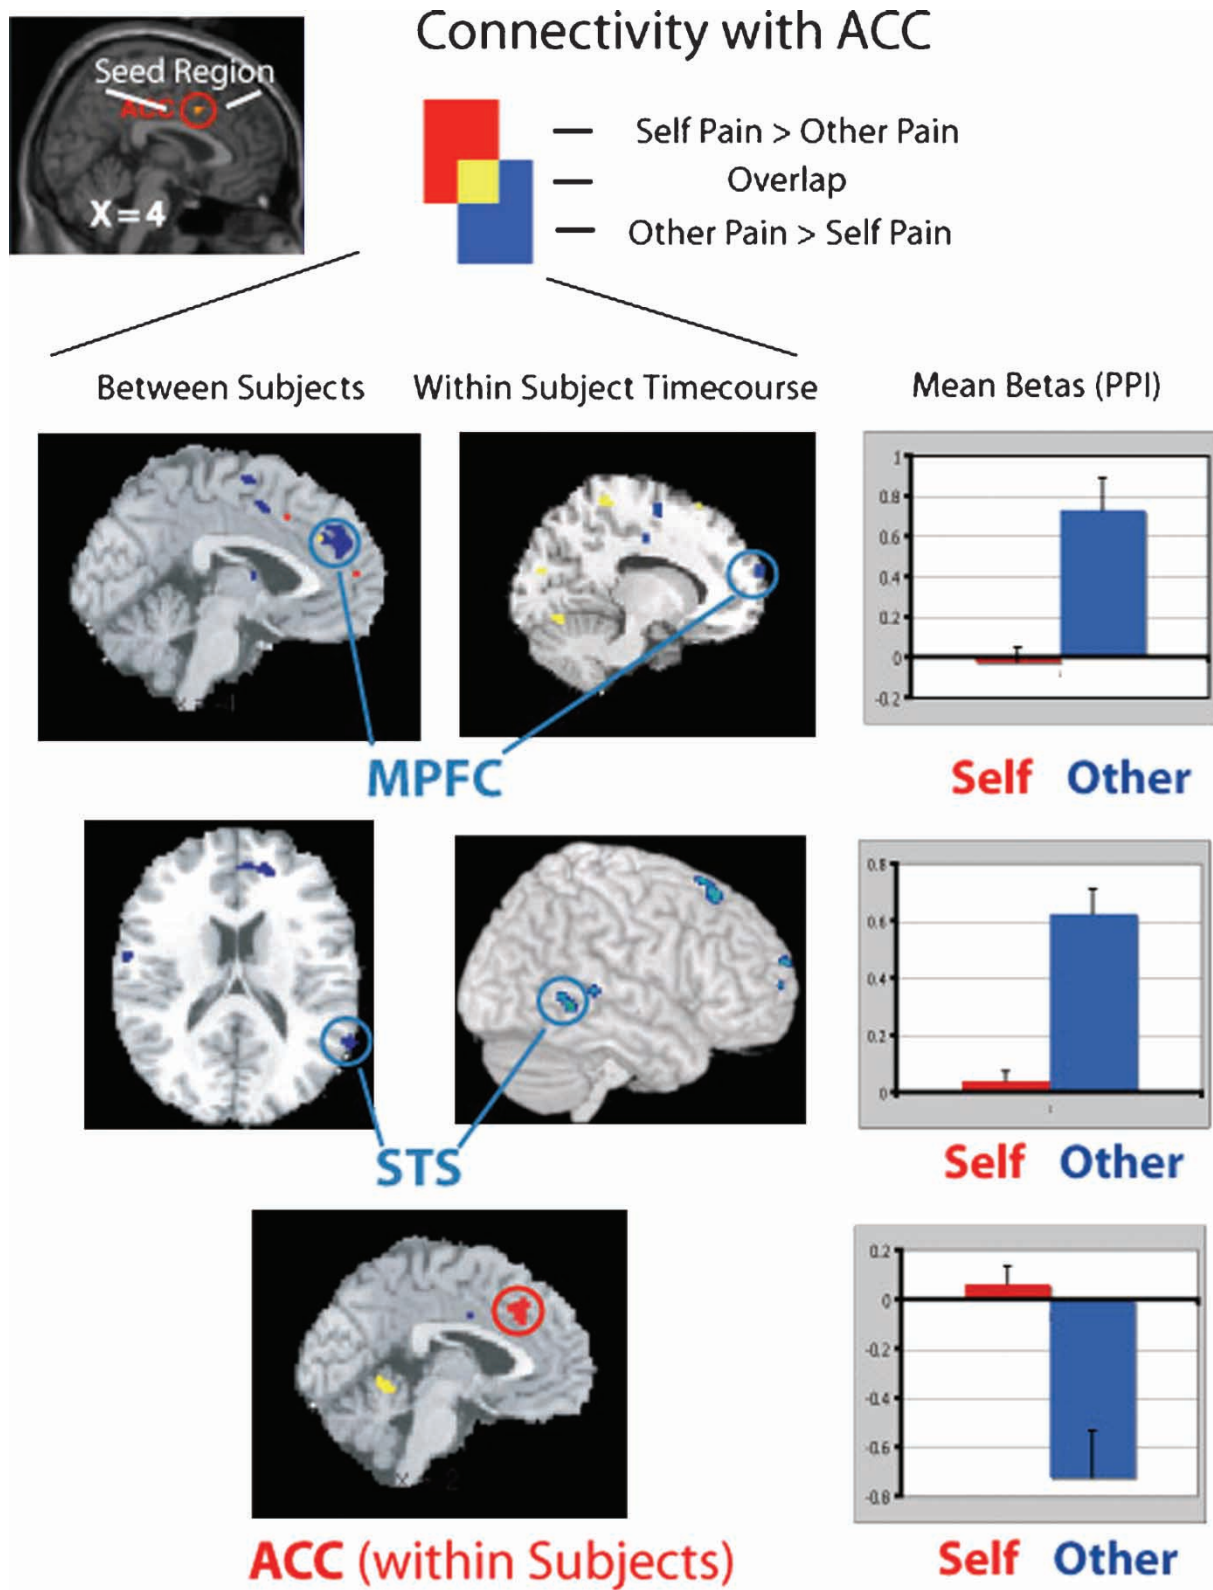 Connectivity with ACC
Seed Region
ACC
X=4
Self Pain > Other Pain
Overlap
Other Pain > Self Pain
Between Subjects
Within Subject Timecourse
Mean Betas (PPI)
1
0.8
0.6
0.4
0.2
0
-0.2
MPFC
Self Other
0.8
0.6
0.4
0.2
0
STS
Self Other
0.2
0
-0.2
-0.4
-0.6
-0.8
ACC (within Subjects)
Self Other